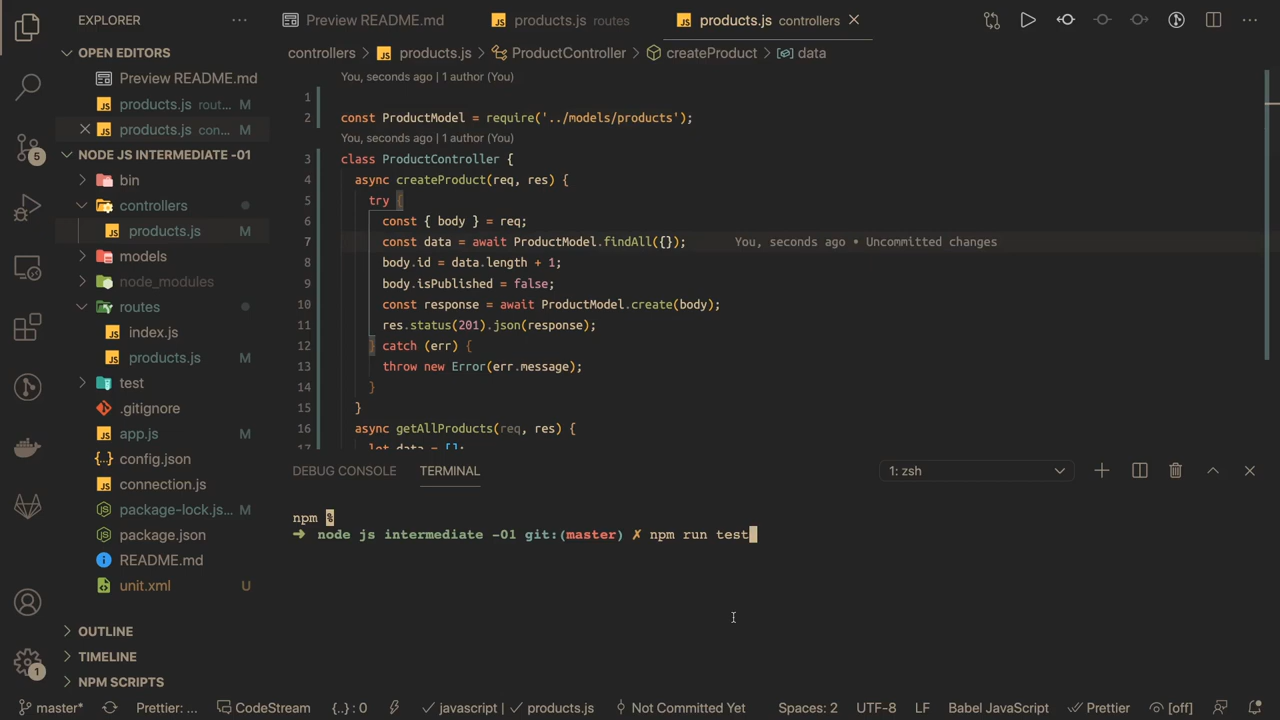 EXPLORER
OPEN EDITORS
Preview README.md
products.js rout... M
products.js con... M
NODE JS INTERMEDIATE -01
bin
controllers
products.js M
models
node_modules
routes
index.js
products.js M
test
.gitignore
app.js M
config.json
connection.js
package-lock.js... M
package.json
README.md
unit.xml U
OUTLINE
TIMELINE
NPM SCRIPTS
5
1
Preview README.md
products.js routes
products.js controllers
controllers > products.js > ProductController > createProduct > data
You, seconds ago | 1 author (You)
1
2 const ProductModel = require('../models/products');
You, seconds ago | 1 author (You)
3 class ProductController {
4 async createProduct(req, res) {
5 try {
6 const { body } = req;
7 const data = await ProductModel.findAll({}); You, seconds ago • Uncommitted changes
8 body.id = data.length + 1;
9 body.isPublished = false;
10 const response = await ProductModel.create(body);
11 res.status(201).json(response);
12 } catch (err) {
13 throw new Error(err.message);
14 }
15 }
16 async getAllProducts(req, res) {
17 let data = [];
DEBUG CONSOLE TERMINAL 1: zsh
npm %
➜ node js intermediate -01 git:(master) ✗ npm run test
master* Prettier: ... CodeStream {..} : 0 ✓ javascript | ✓ products.js Not Committed Yet Spaces: 2 UTF-8 LF Babel JavaScript Prettier [off]